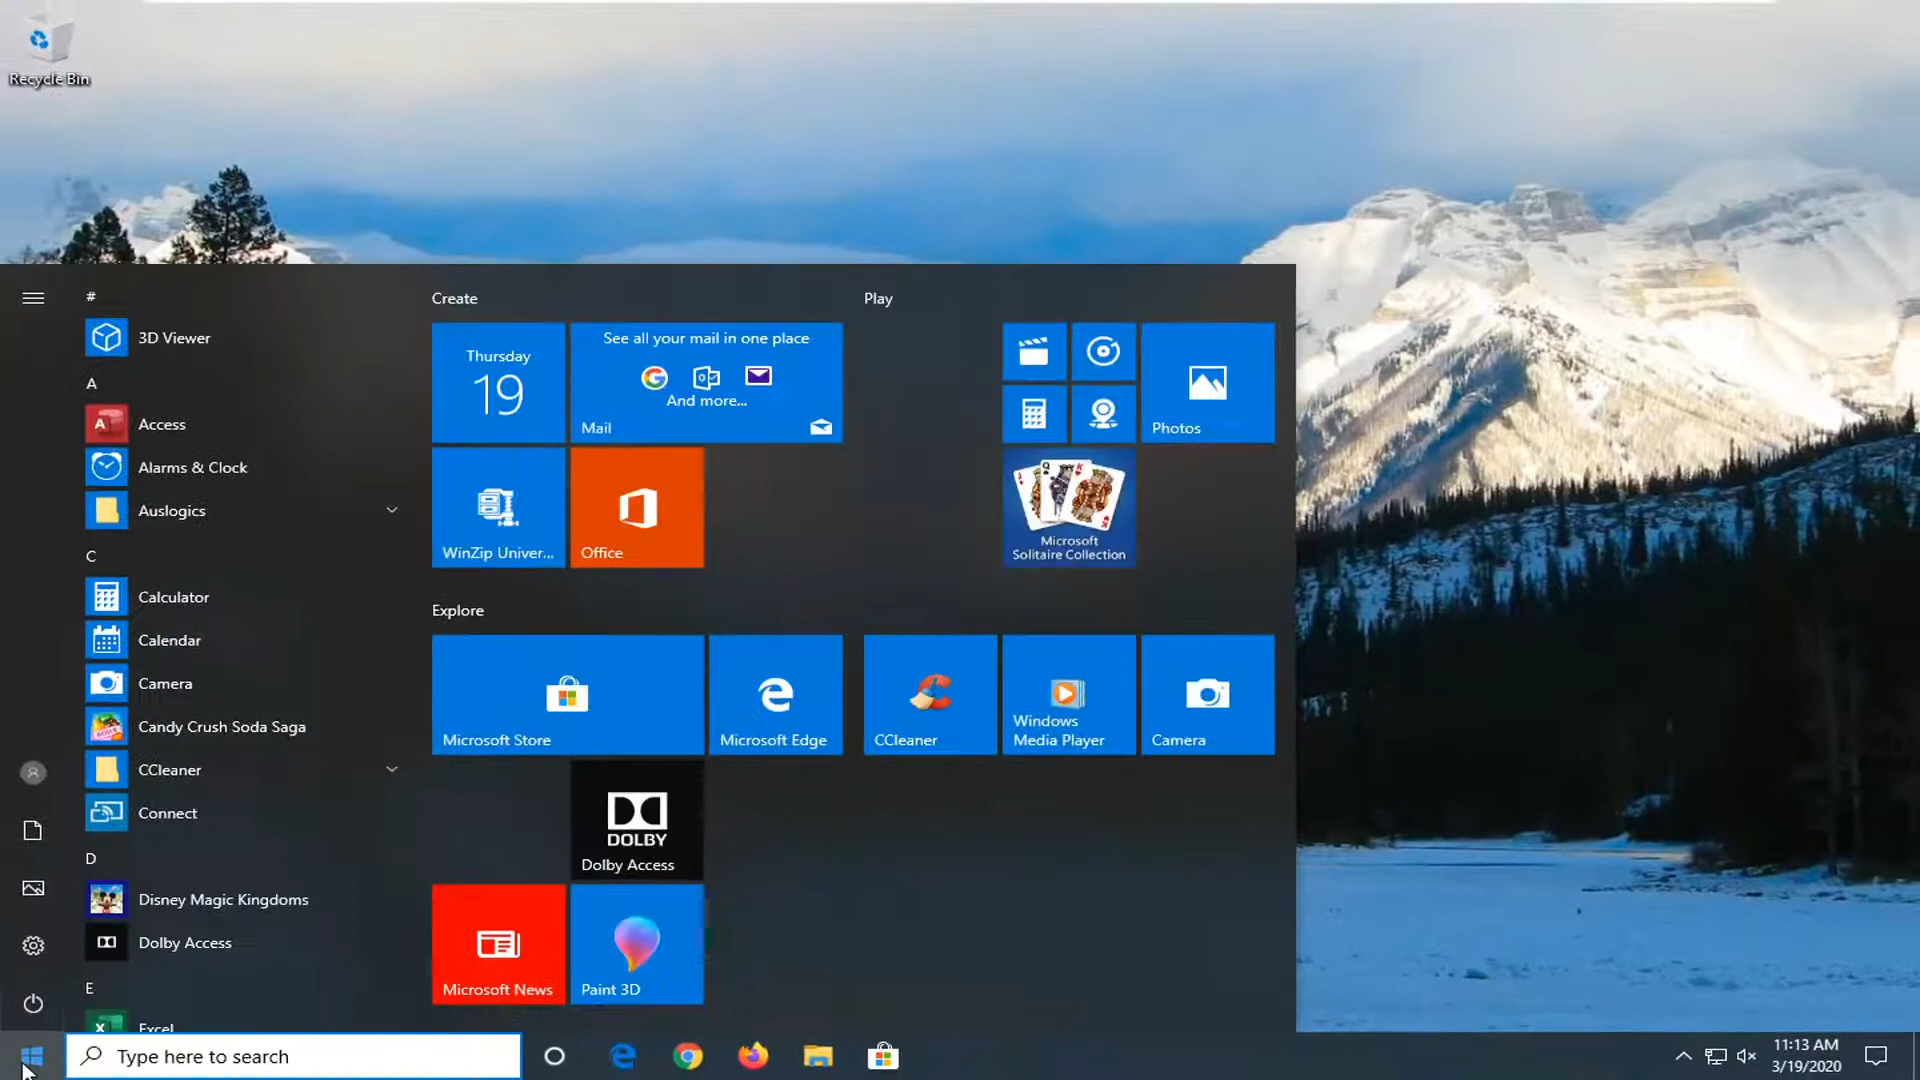 Recycle Bin
#
3D Viewer
A
Access
Alarms & Clock
Auslogics
C
Calculator
Calendar
Camera
Candy Crush Soda Saga
CCleaner
Connect
D
Disney Magic Kingdoms
Dolby Access
E
Excel
Create
Thursday
19
See all your mail in one place
And more...
Mail
WinZip Univer...
Office
Play
Photos
Microsoft
Solitaire Collection
Explore
Microsoft Store
Microsoft Edge
CCleaner
Windows
Media Player
Camera
DOLBY
Dolby Access
Microsoft News
Paint 3D
Type here to search
11:13 AM
3/19/2020